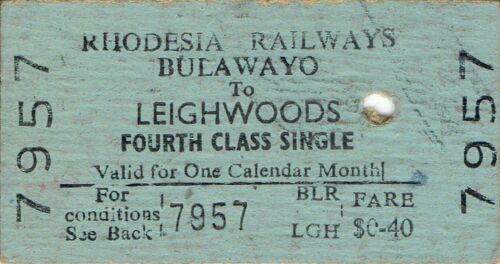 RHODESIA RAILWAYS
BULAWAYO
To
LEIGHWOODS
FOURTH CLASS SINGLE
Valid for One Calendar Month
For conditions See Back
7957
BLR
LGH
FARE
$0-40
7957
7957